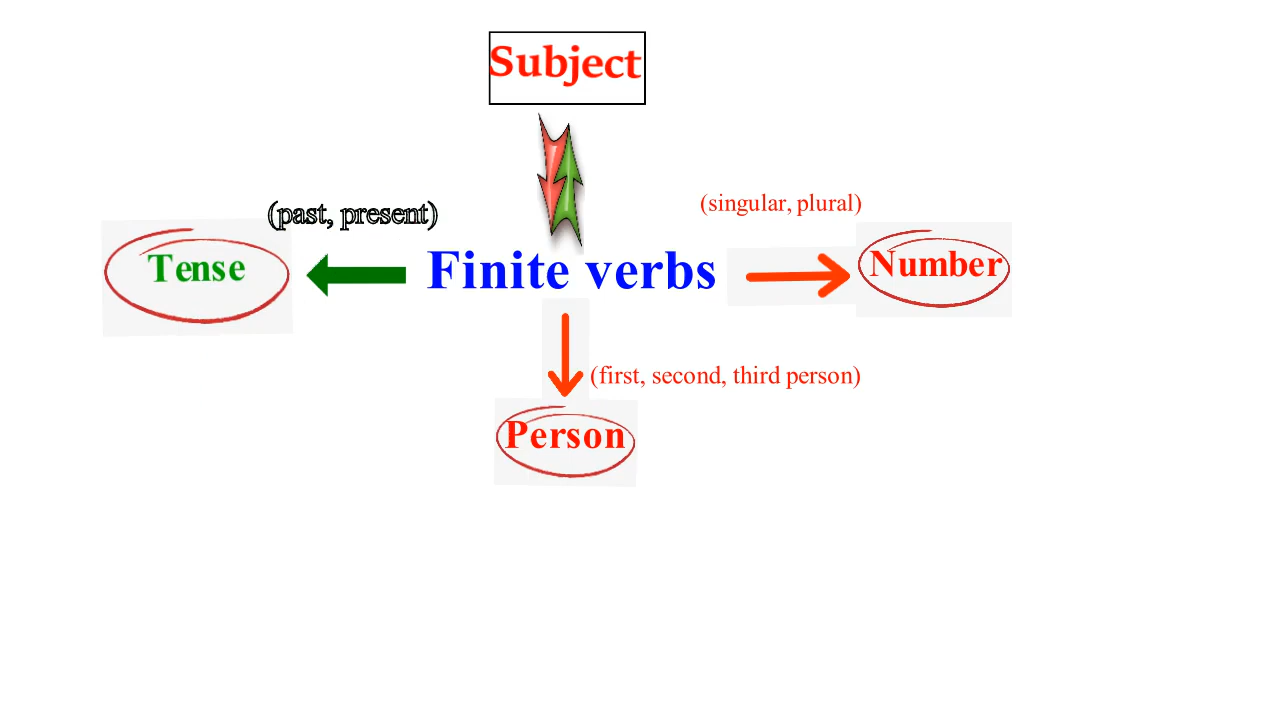 Subject
(singular, plural)
(past, present)
Tense
Finite verbs
Number
(first, second, third person)
Person